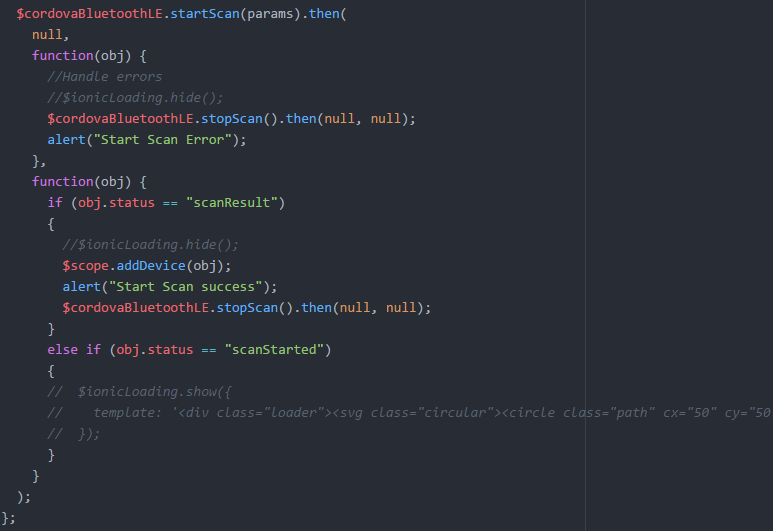 $cordovaBluetoothLE.startScan(params).then(
null,
function(obj) {
//Handle errors
//$ionicLoading.hide();
$cordovaBluetoothLE.stopScan().then(null, null);
alert("Start Scan Error");
},
function(obj) {
if (obj.status == "scanResult")
{
//$ionicLoading.hide();
$scope.addDevice(obj);
alert("Start Scan success");
$cordovaBluetoothLE.stopScan().then(null, null);
}
else if (obj.status == "scanStarted")
{
//  $ionicLoading.show({
//    template: '<div class="loader"><svg class="circular"><circle class="path" cx="50" cy="50
//  });
}
}
);
};